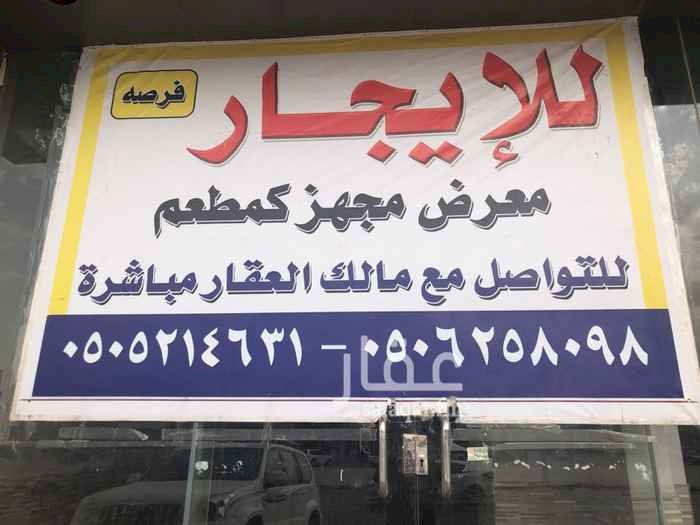 للإيجار
فرصه
معرض مجهز كمطعم
للتواصل مع مالك العقار مباشرة
٠٥٠٥٢١٤٦٣١ - ٠٥٠٦٢٥٨٠٩٨
عقار